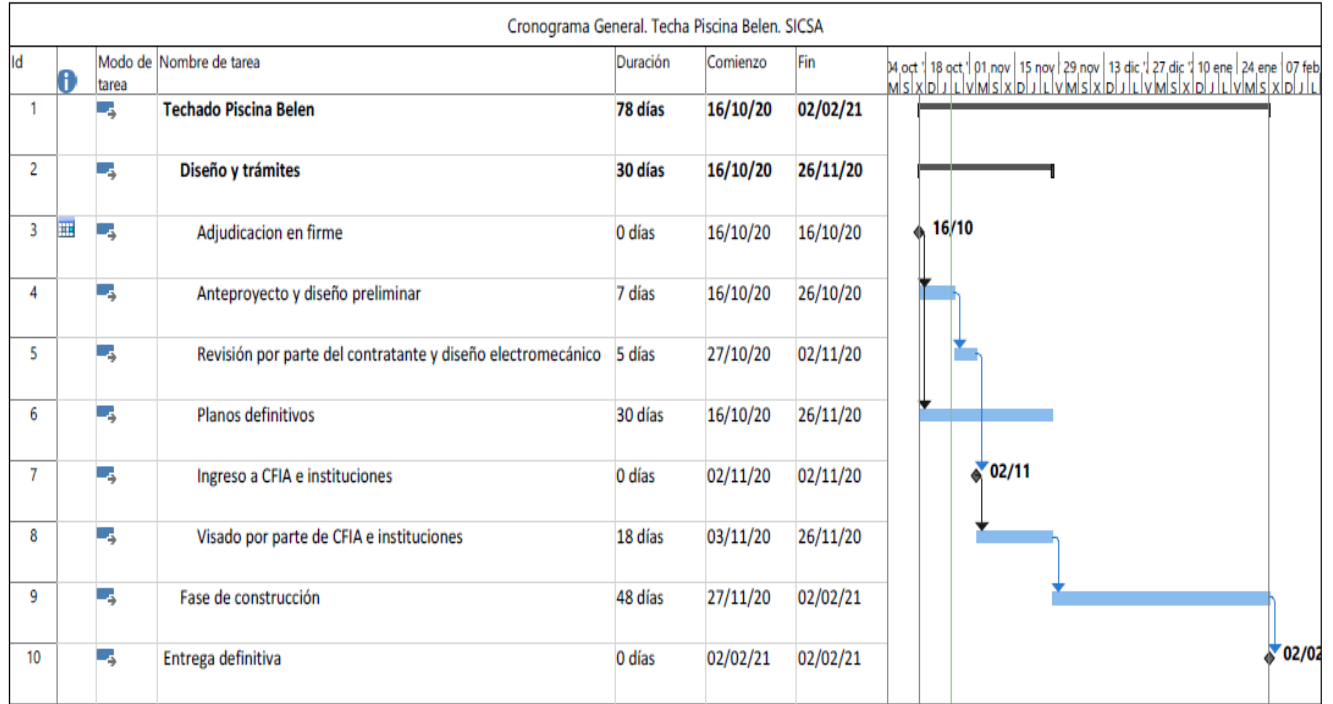 Cronograma General. Techa Piscina Belen. SICSA
Id Modo de tarea Nombre de tarea Duración Comienzo Fin
04 oct ' 18 oct ' 01 nov 15 nov ' 29 nov 13 dic ' 27 dic ' 10 ene 24 ene ' 07 feb
M S X D J L V M S X D J L V M S X D J L V M S X D J L
1 Techado Piscina Belen 78 días 16/10/20 02/02/21
2 Diseño y trámites 30 días 16/10/20 26/11/20
3 Adjudicacion en firme 0 días 16/10/20 16/10/20 16/10
4 Anteproyecto y diseño preliminar 7 días 16/10/20 26/10/20
5 Revisión por parte del contratante y diseño electromecánico 5 días 27/10/20 02/11/20
6 Planos definitivos 30 días 16/10/20 26/11/20
7 Ingreso a CFIA e instituciones 0 días 02/11/20 02/11/20 02/11
8 Visado por parte de CFIA e instituciones 18 días 03/11/20 26/11/20
9 Fase de construcción 48 días 27/11/20 02/02/21
10 Entrega definitiva 0 días 02/02/21 02/02/21 02/02